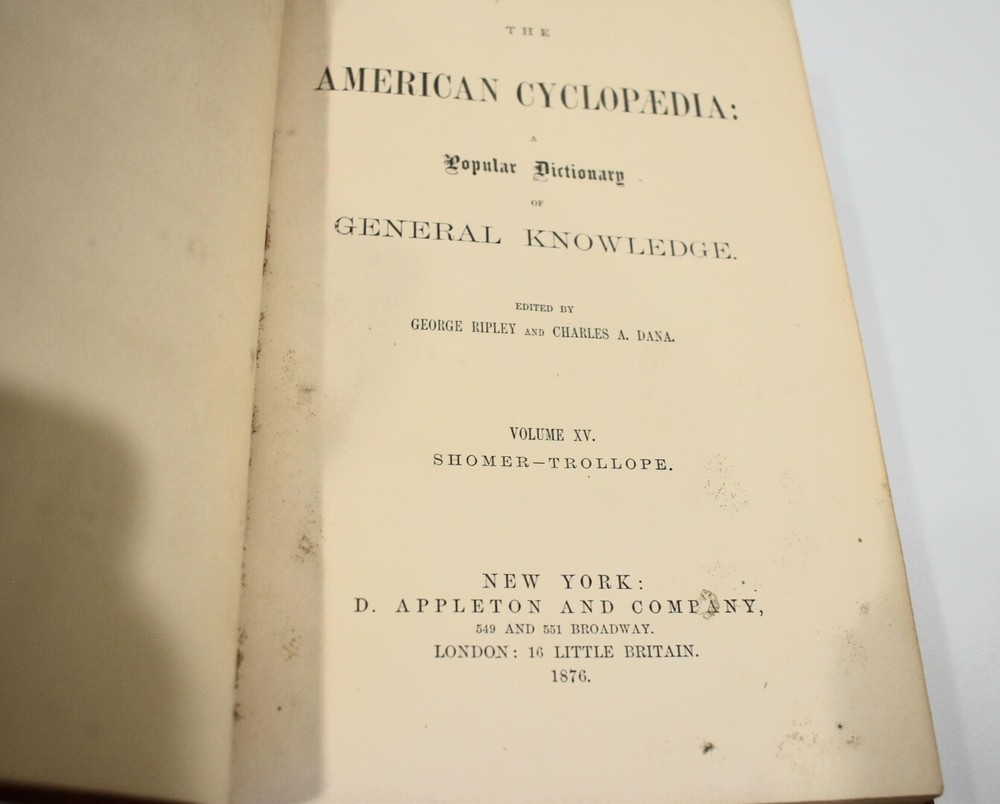 THE
AMERICAN CYCLOPÆDIA:
A
Popular Dictionary
OF
GENERAL KNOWLEDGE.
EDITED BY
GEORGE RIPLEY AND CHARLES A. DANA.
VOLUME XV.
SHOMER–TROLLOPE.
NEW YORK:
D. APPLETON AND COMPANY,
549 AND 551 BROADWAY.
LONDON: 16 LITTLE BRITAIN.
1876.